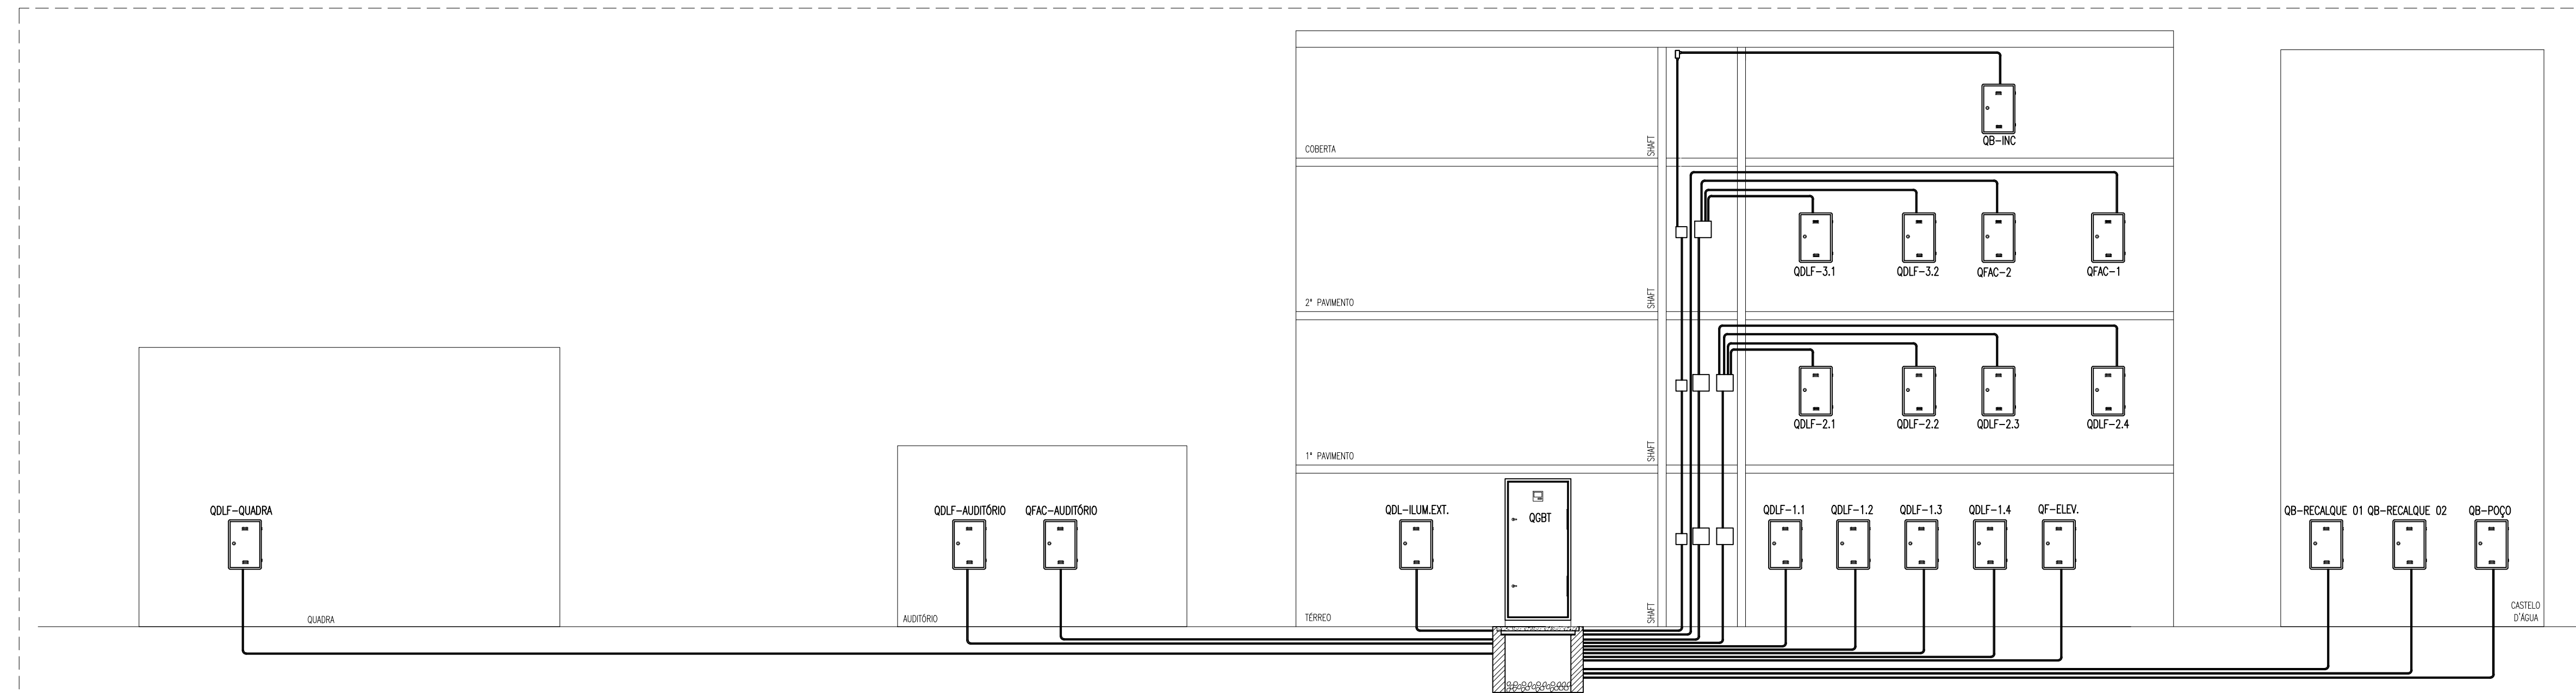 COBERTA
SHAFT
QB-INC
2° PAVIMENTO
SHAFT
QDLF-3.1
QDLF-3.2
QFAC-2
QFAC-1
1° PAVIMENTO
SHAFT
QDLF-2.1
QDLF-2.2
QDLF-2.3
QDLF-2.4
QDLF-QUADRA
QUADRA
QDLF-AUDITÓRIO
QFAC-AUDITÓRIO
AUDITÓRIO
QDL-ILUM.EXT.
QGBT
TÉRREO
SHAFT
QDLF-1.1
QDLF-1.2
QDLF-1.3
QDLF-1.4
QF-ELEV.
QB-RECALQUE 01
QB-RECALQUE 02
QB-POÇO
CASTELO
D'ÁGUA